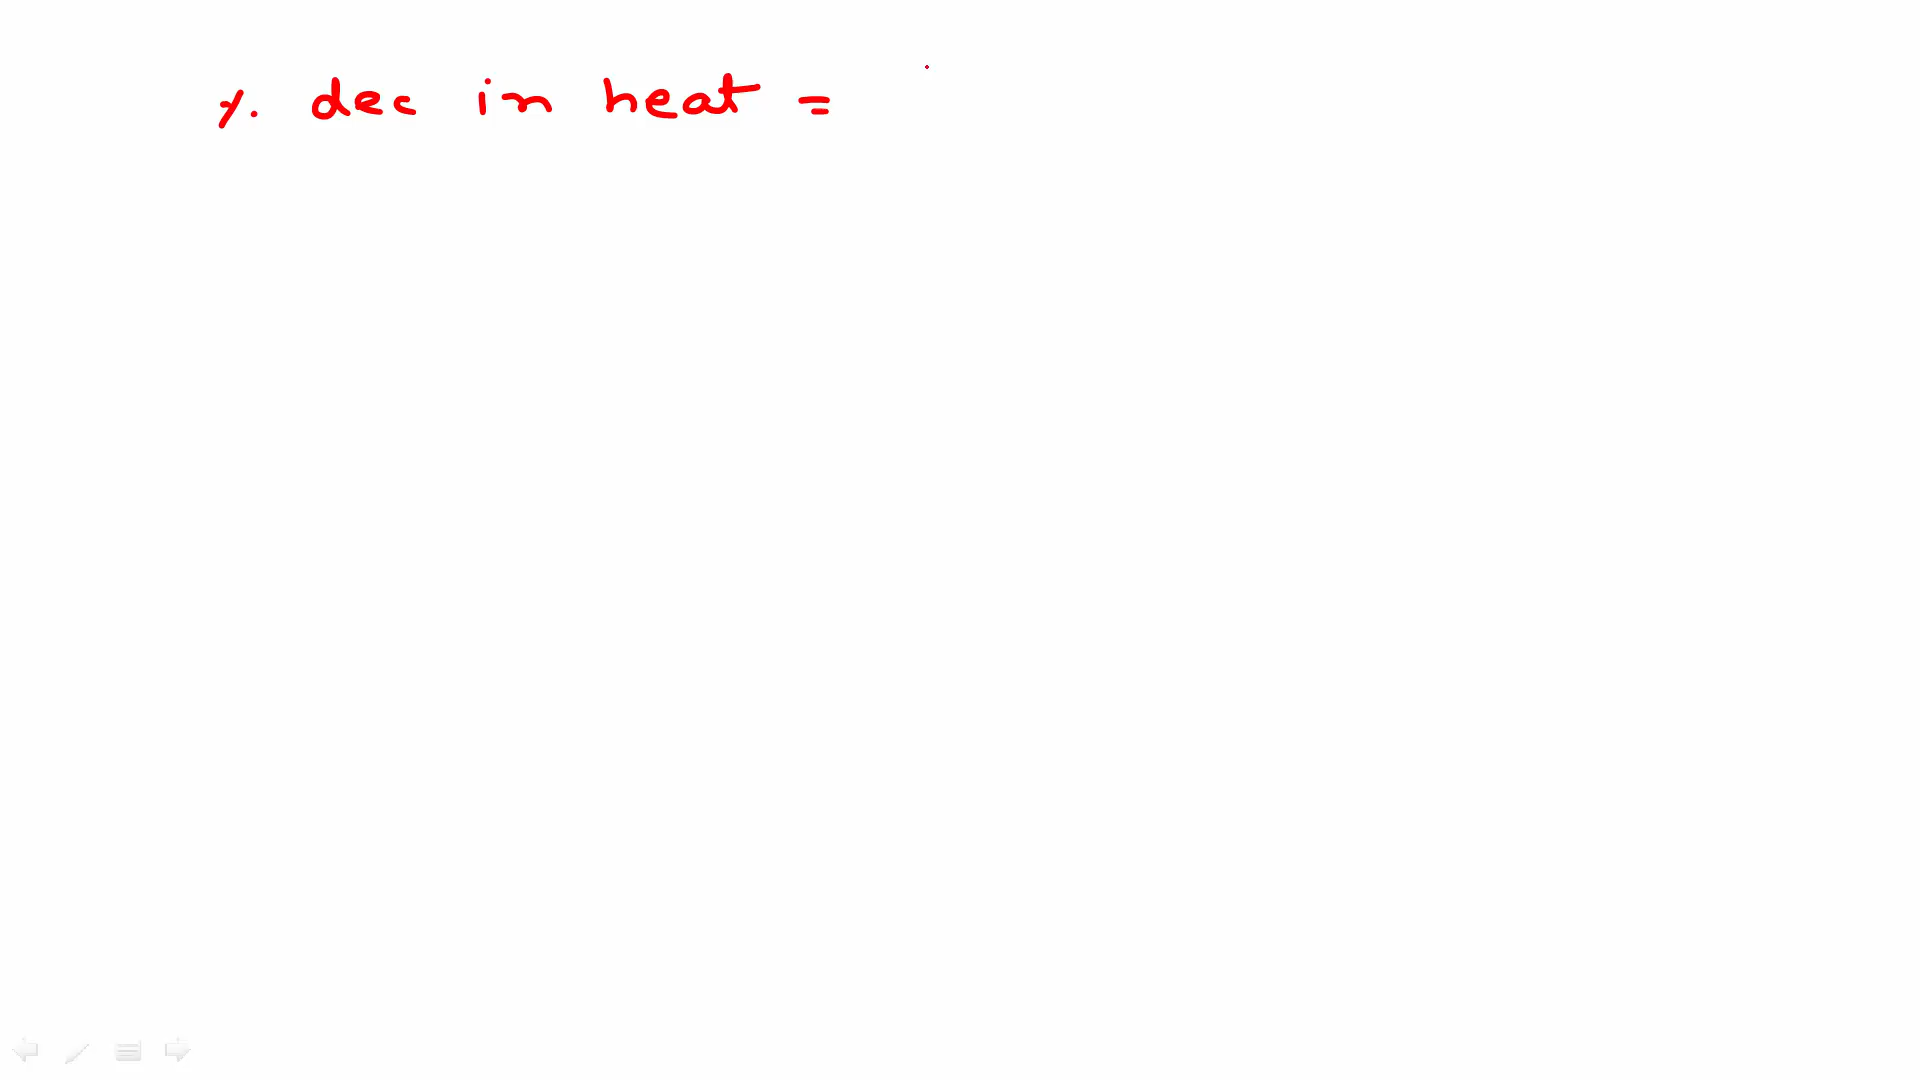 %. dec in heat =